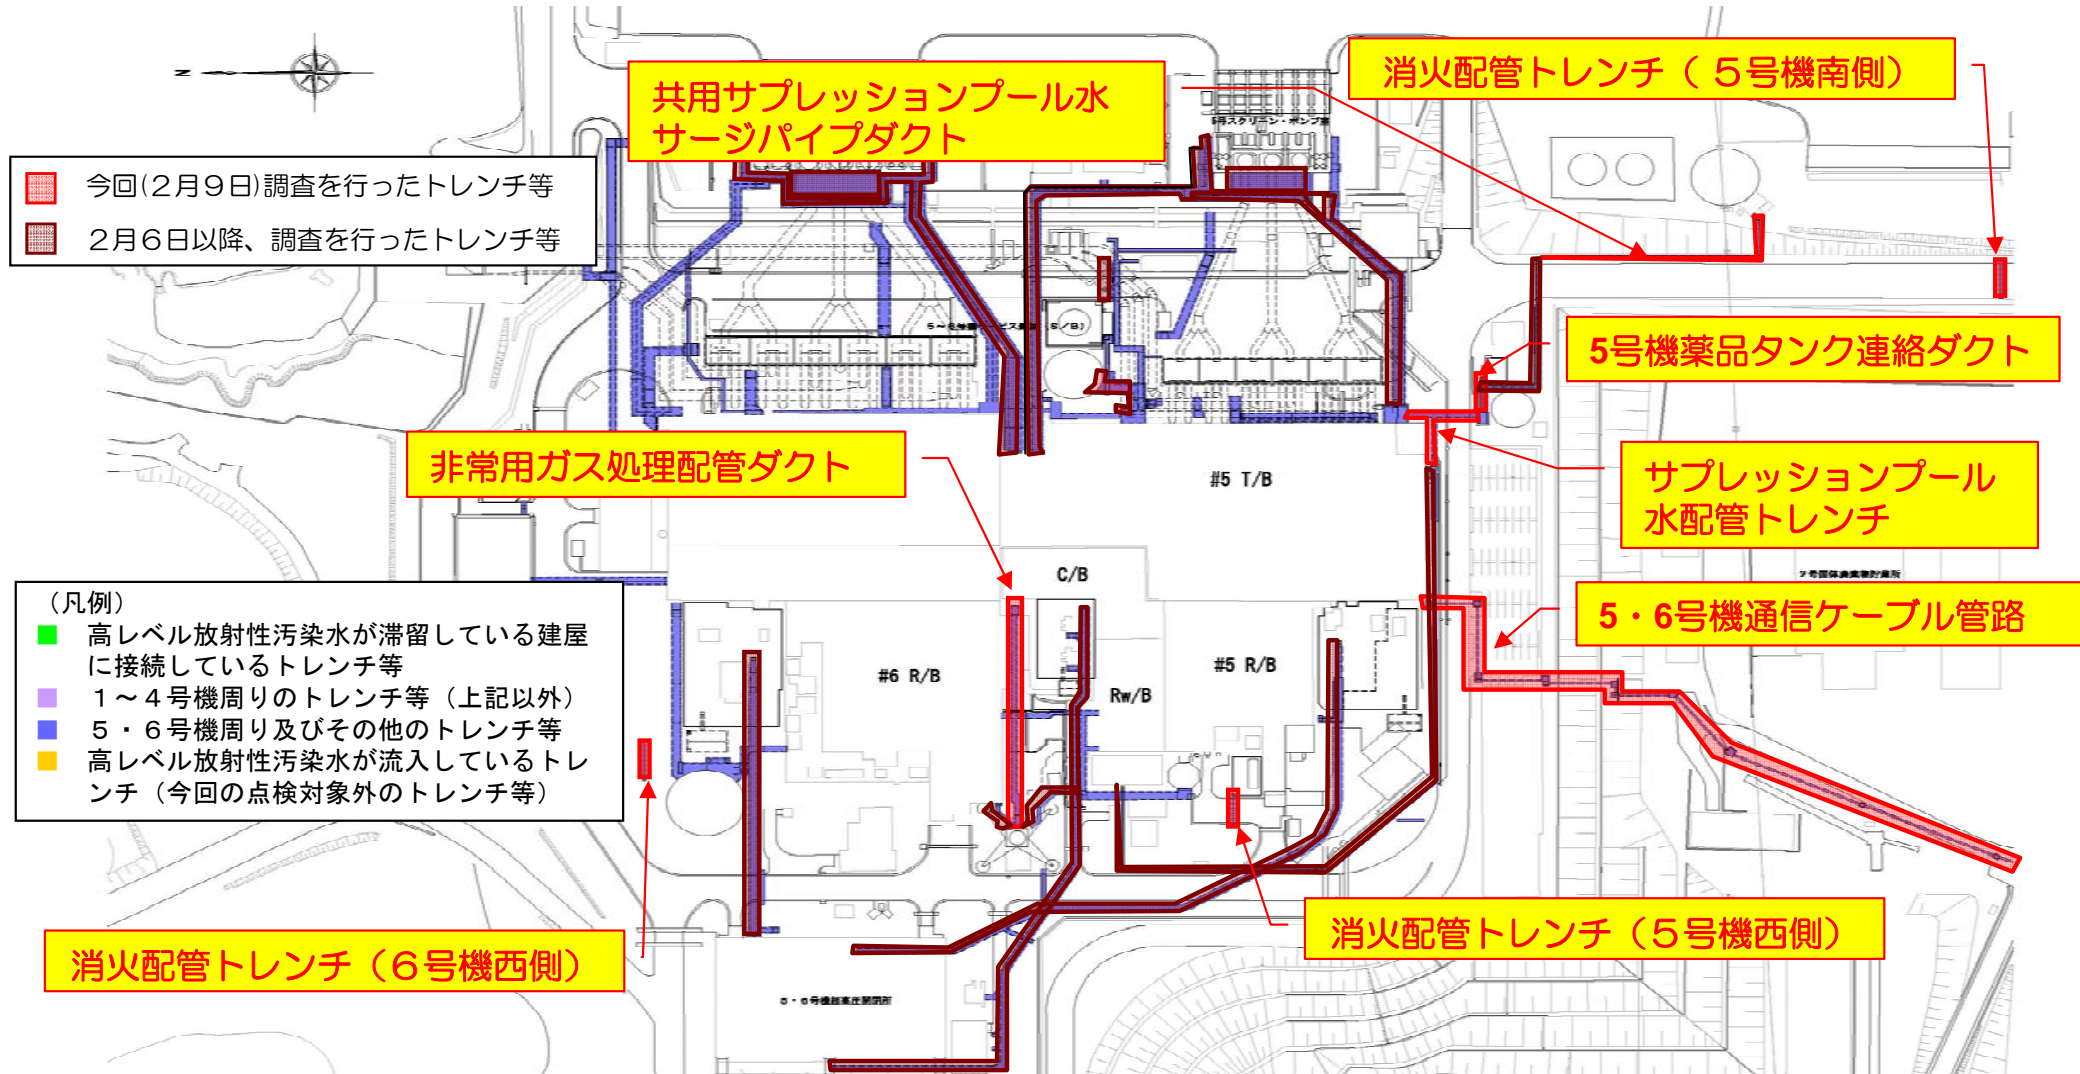 N
共用サプレッションプール水
サージパイプダクト
消火配管トレンチ（５号機南側）
今回(２月９日)調査を行ったトレンチ等
２月６日以降、調査を行ったトレンチ等
5号機薬品タンク連絡ダクト
非常用ガス処理配管ダクト
#5 T/B
サプレッションプール
水配管トレンチ
C/B
（凡例）
高レベル放射性汚染水が滞留している建屋
に接続しているトレンチ等
１～４号機周りのトレンチ等（上記以外）
５・６号機周り及びその他のトレンチ等
高レベル放射性汚染水が流入しているトレ
ンチ（今回の点検対象外のトレンチ等）
5・6号機通信ケーブル管路
#6 R/B
#5 R/B
Rw/B
消火配管トレンチ（５号機西側）
消火配管トレンチ（６号機西側）
５・６号機超高圧開閉所